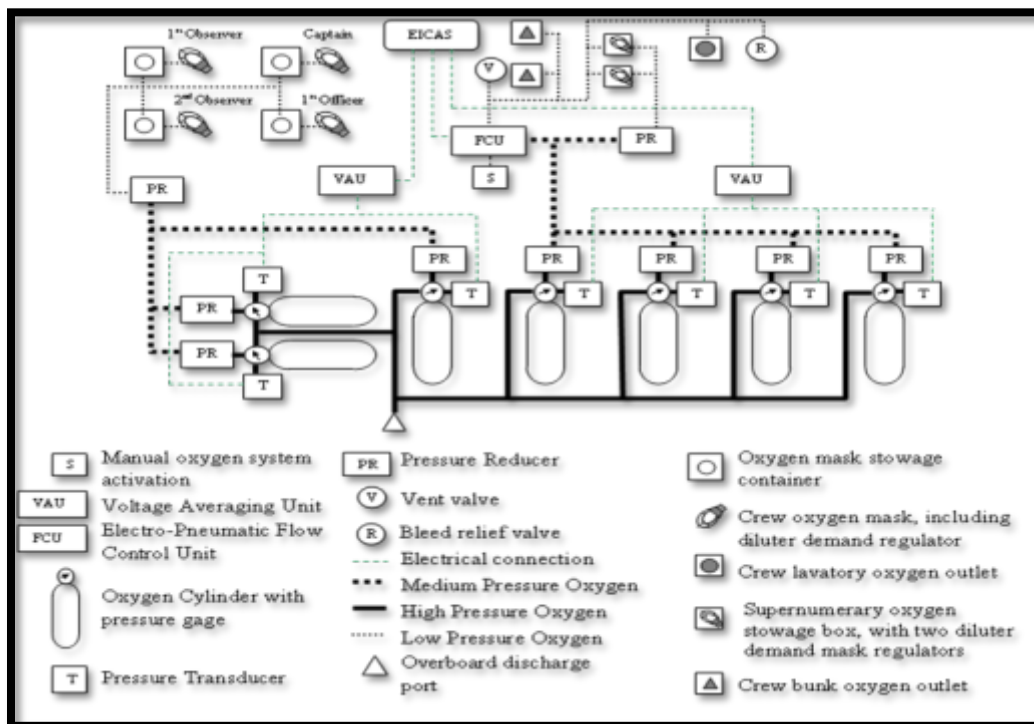 1st Observer
Captain
EICAS
2nd Observer
1st Officer
V
R
FCU
PR
S
VAU
VAU
PR
PR
PR
PR
PR
PR
T
T
T
T
T
T
PR
PR
T
S
Manual oxygen system
activation
VAU
Voltage Averaging Unit
FCU
Electro-Pneumatic Flow
Control Unit
Oxygen Cylinder with
pressure gage
T
Pressure Transducer
PR
Pressure Reducer
V
Vent valve
R
Bleed relief valve
Electrical connection
Medium Pressure Oxygen
High Pressure Oxygen
Low Pressure Oxygen
Overboard discharge
port
Oxygen mask stowage
container
Crew oxygen mask, including
diluter demand regulator
Crew lavatory oxygen outlet
Supernumerary oxygen
stowage box, with two diluter
demand mask regulators
Crew bunk oxygen outlet